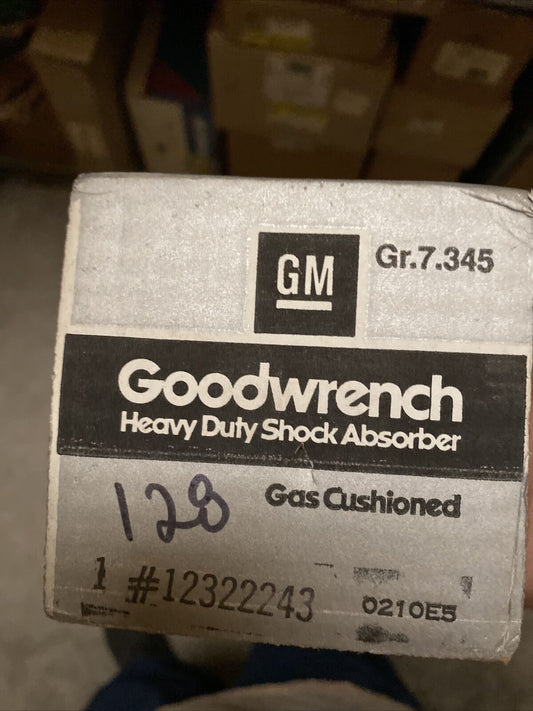 GM
Gr.7.345
Goodwrench
Heavy Duty Shock Absorber
128
Gas Cushioned
1 #12322243
0210E5